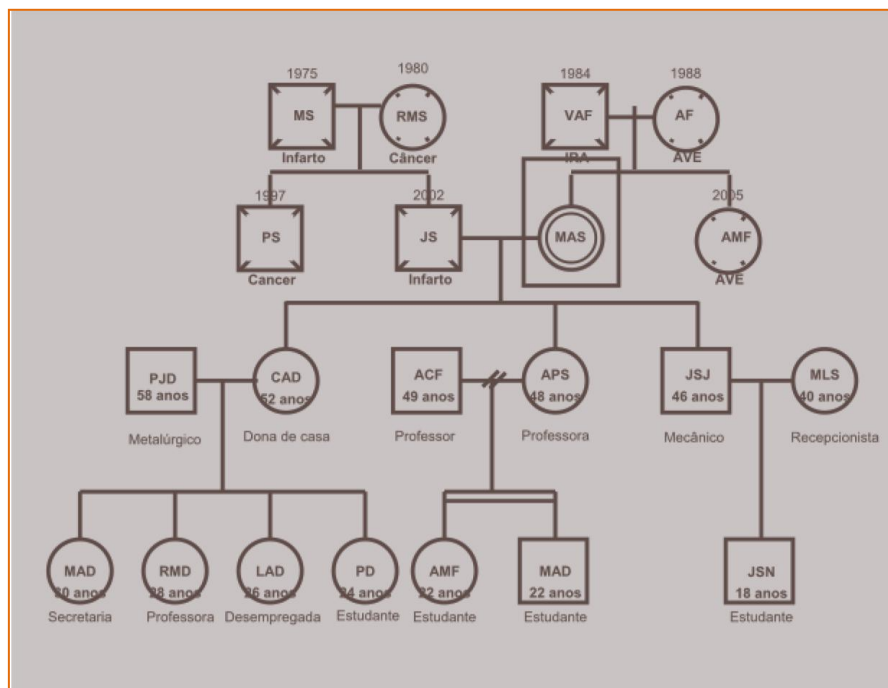 1975
1980
1984
1988
MS
RMS
VAF
AF
Infarto
Câncer
IRA
AVE
1997
2002
2005
PS
JS
MAS
AMF
Cancer
Infarto
AVE
PJD
58 anos
CAD
52 anos
ACF
49 anos
APS
48 anos
JSJ
46 anos
MLS
40 anos
Metalúrgico
Dona de casa
Professor
Professora
Mecânico
Recepcionista
MAD
30 anos
RMD
28 anos
LAD
26 anos
PD
24 anos
AMF
22 anos
MAD
22 anos
JSN
18 anos
Secretaria
Professora
Desempregada
Estudante
Estudante
Estudante
Estudante